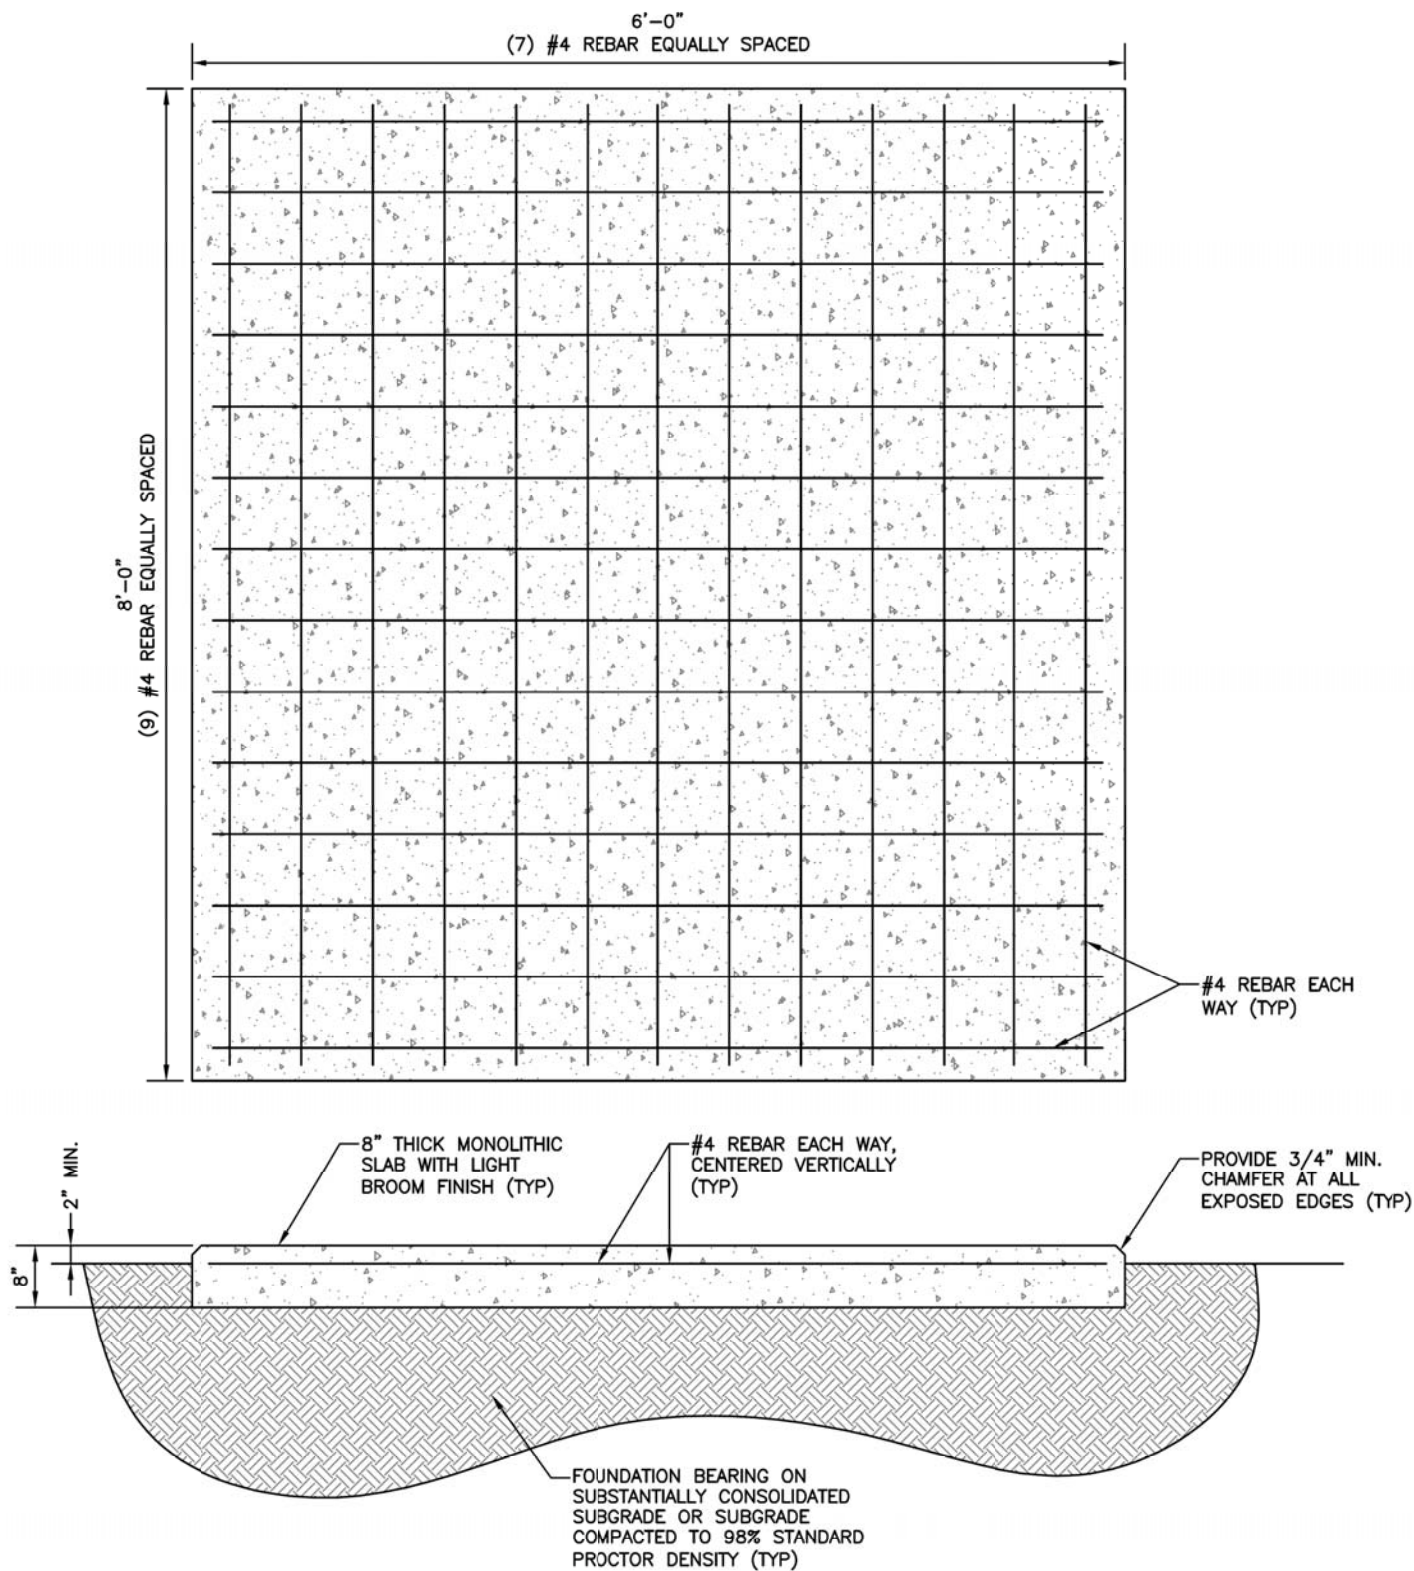 6'-0"
(7) #4 REBAR EQUALLY SPACED
8'-0"
(9) #4 REBAR EQUALLY SPACED
#4 REBAR EACH
WAY (TYP)
2" MIN.
8"
8" THICK MONOLITHIC
SLAB WITH LIGHT
BROOM FINISH (TYP)
#4 REBAR EACH WAY,
CENTERED VERTICALLY
(TYP)
PROVIDE 3/4" MIN.
CHAMFER AT ALL
EXPOSED EDGES (TYP)
FOUNDATION BEARING ON
SUBSTANTIALLY CONSOLIDATED
SUBGRADE OR SUBGRADE
COMPACTED TO 98% STANDARD
PROCTOR DENSITY (TYP)